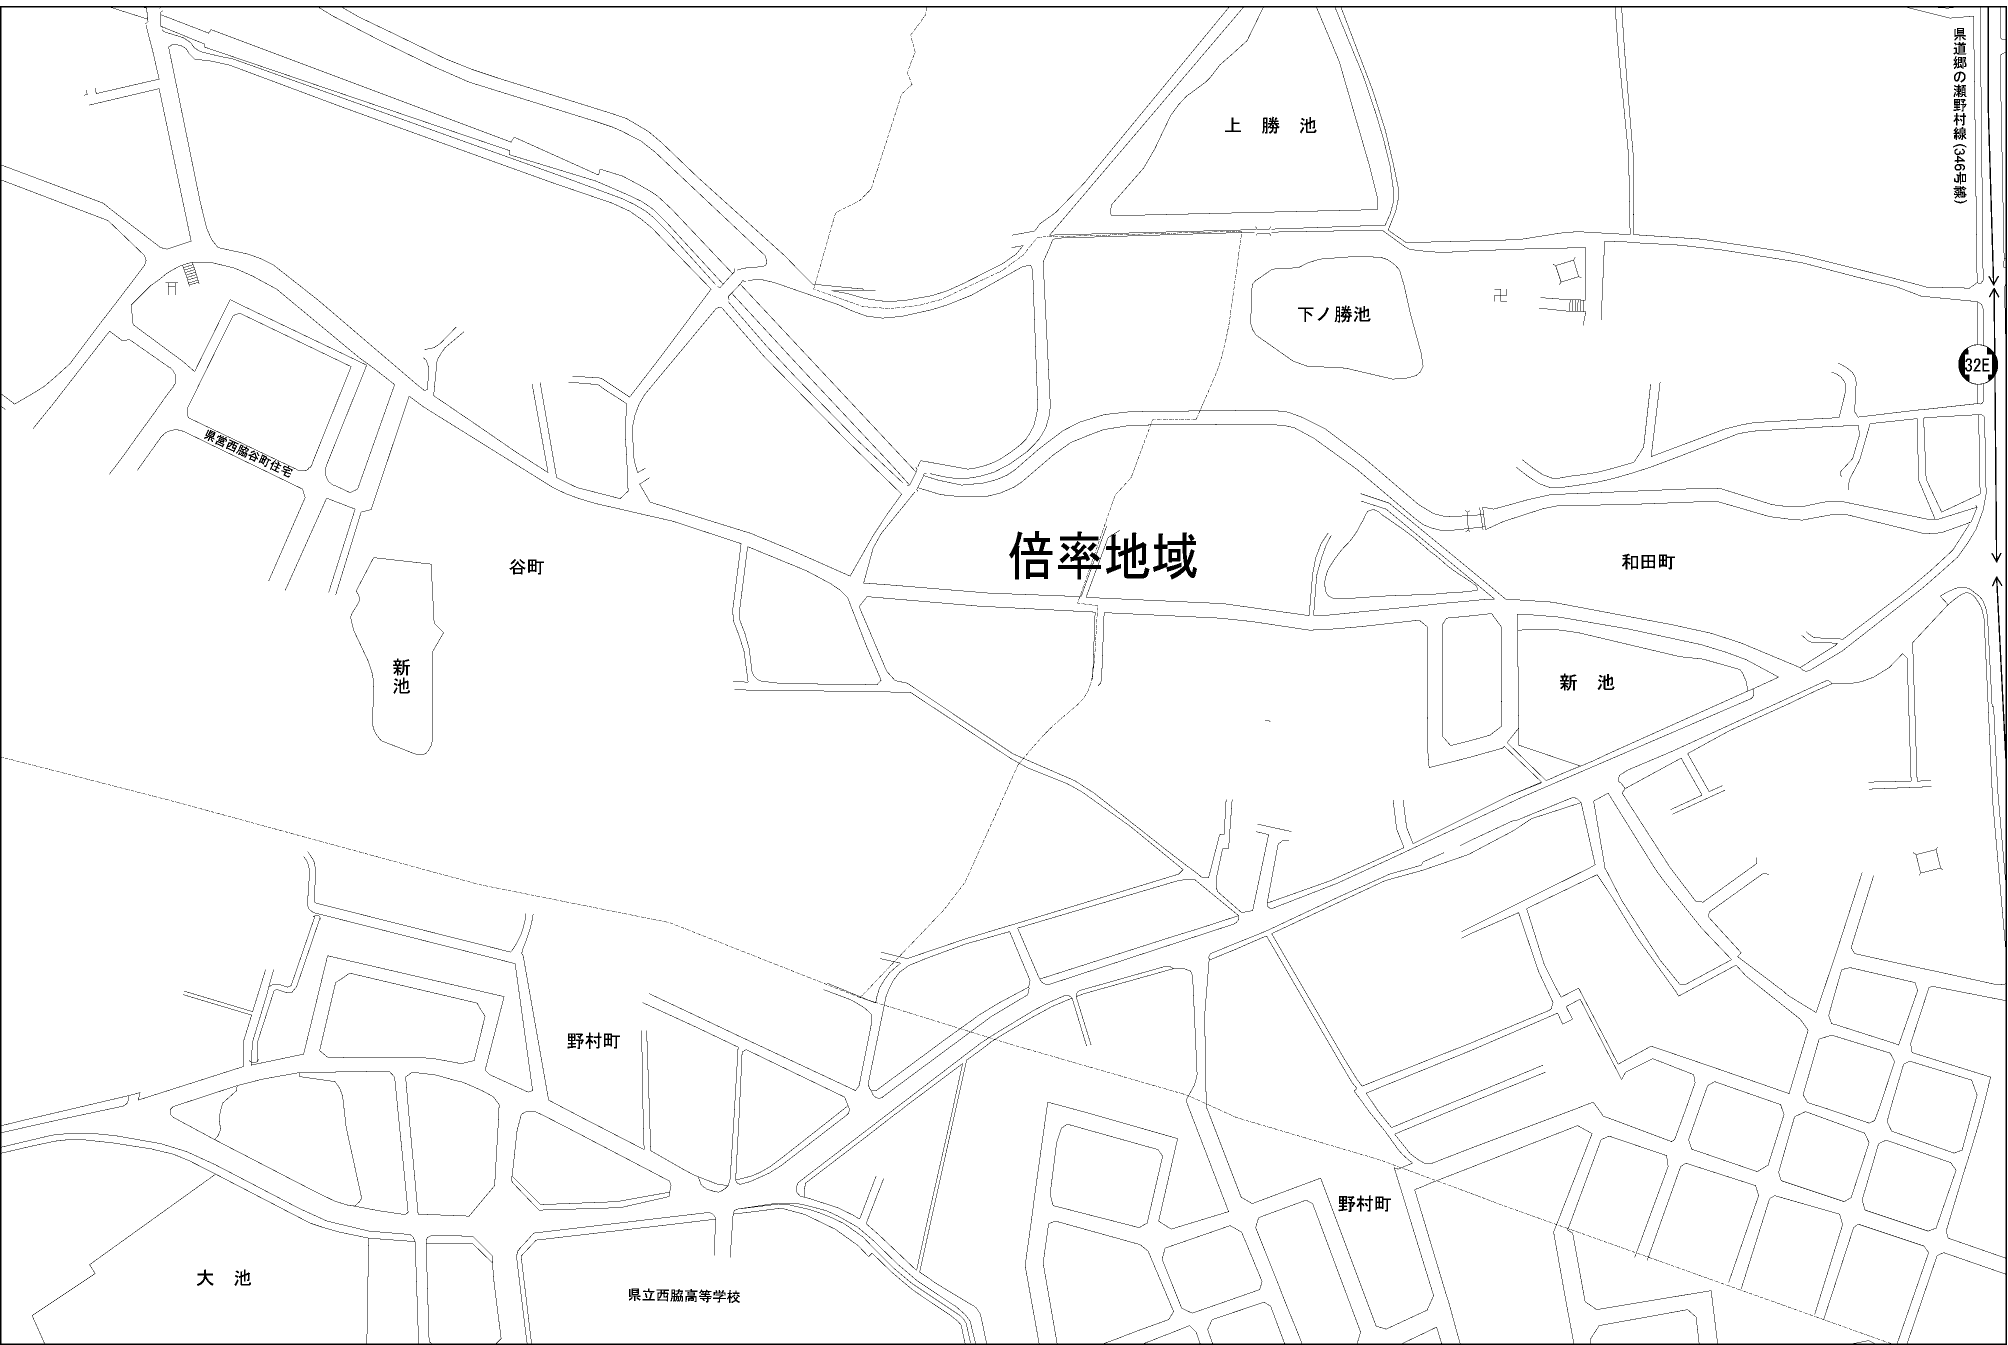 県道郷の瀬野村線(346号線)
上 勝 池
下ノ勝池
卍
32E
県営西脇谷町住宅
倍率地域
谷町
和田町
新池
新 池
野村町
野村町
大 池
県立西脇高等学校